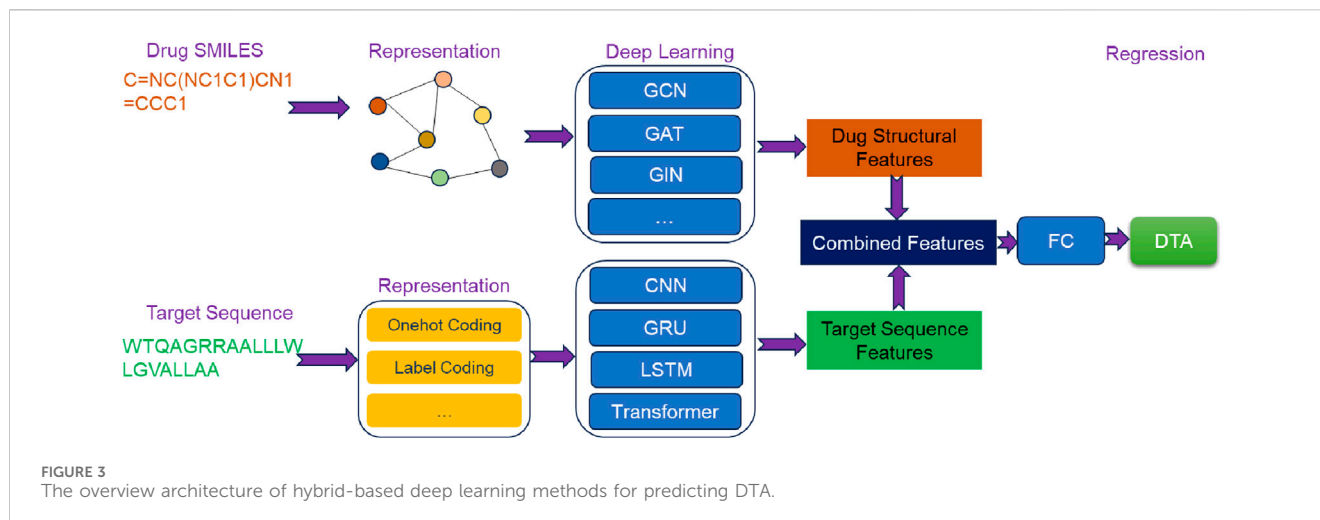 Drug SMILES
C=NC(NC1C1)CN1
=CCC1
Representation
Deep Learning
GCN
GAT
GIN
...
Dug Structural
Features
Regression
Combined Features
FC
DTA
Target Sequence
WTQAGRRAALLLW
LGVALLAA
Representation
Onehot Coding
Label Coding
...
CNN
GRU
LSTM
Transformer
Target Sequence
Features
FIGURE 3
The overview architecture of hybrid-based deep learning methods for predicting DTA.